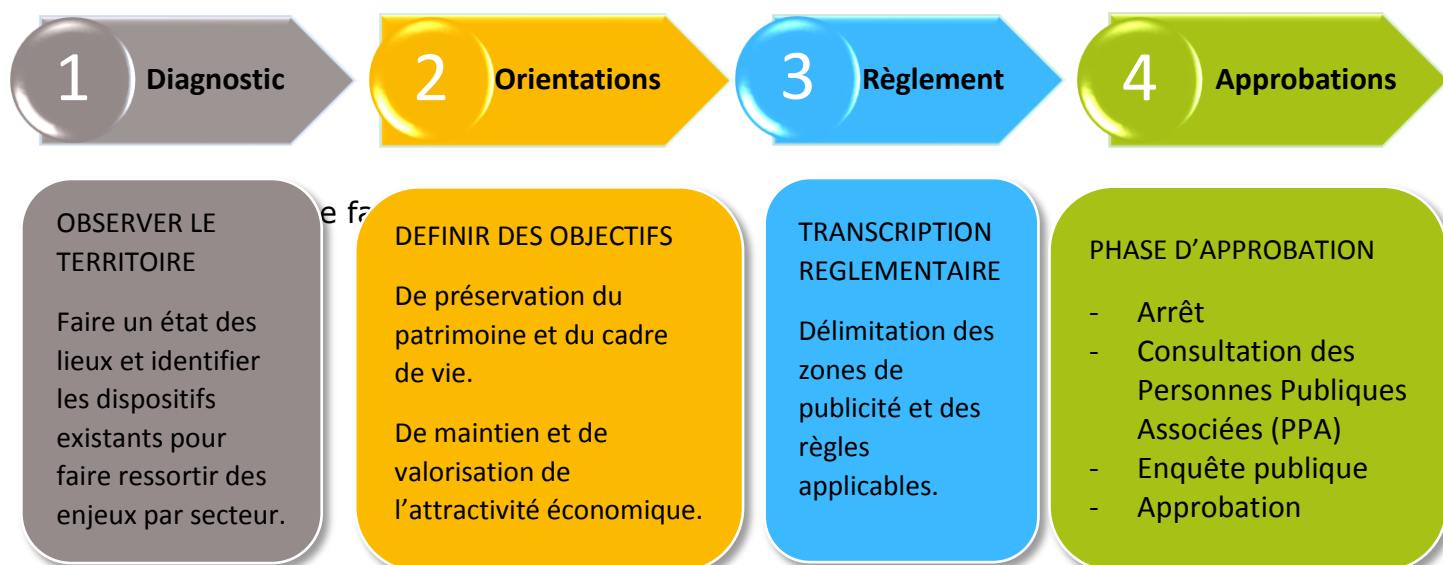 1 Diagnostic
2 Orientations
3 Règlement
4 Approbations
OBSERVER LE
TERRITOIRE
Faire un état des
lieux et identifier
les dispositifs
existants pour
faire ressortir des
enjeux par secteur.
DEFINIR DES OBJECTIFS
De préservation du
patrimoine et du cadre
de vie.
De maintien et de
valorisation de
l’attractivité économique.
TRANSCRIPTION
REGLEMENTAIRE
Délimitation des
zones de
publicité et des
règles
applicables.
PHASE D’APPROBATION
- Arrêt
- Consultation des
Personnes Publiques
Associées (PPA)
- Enquête publique
- Approbation